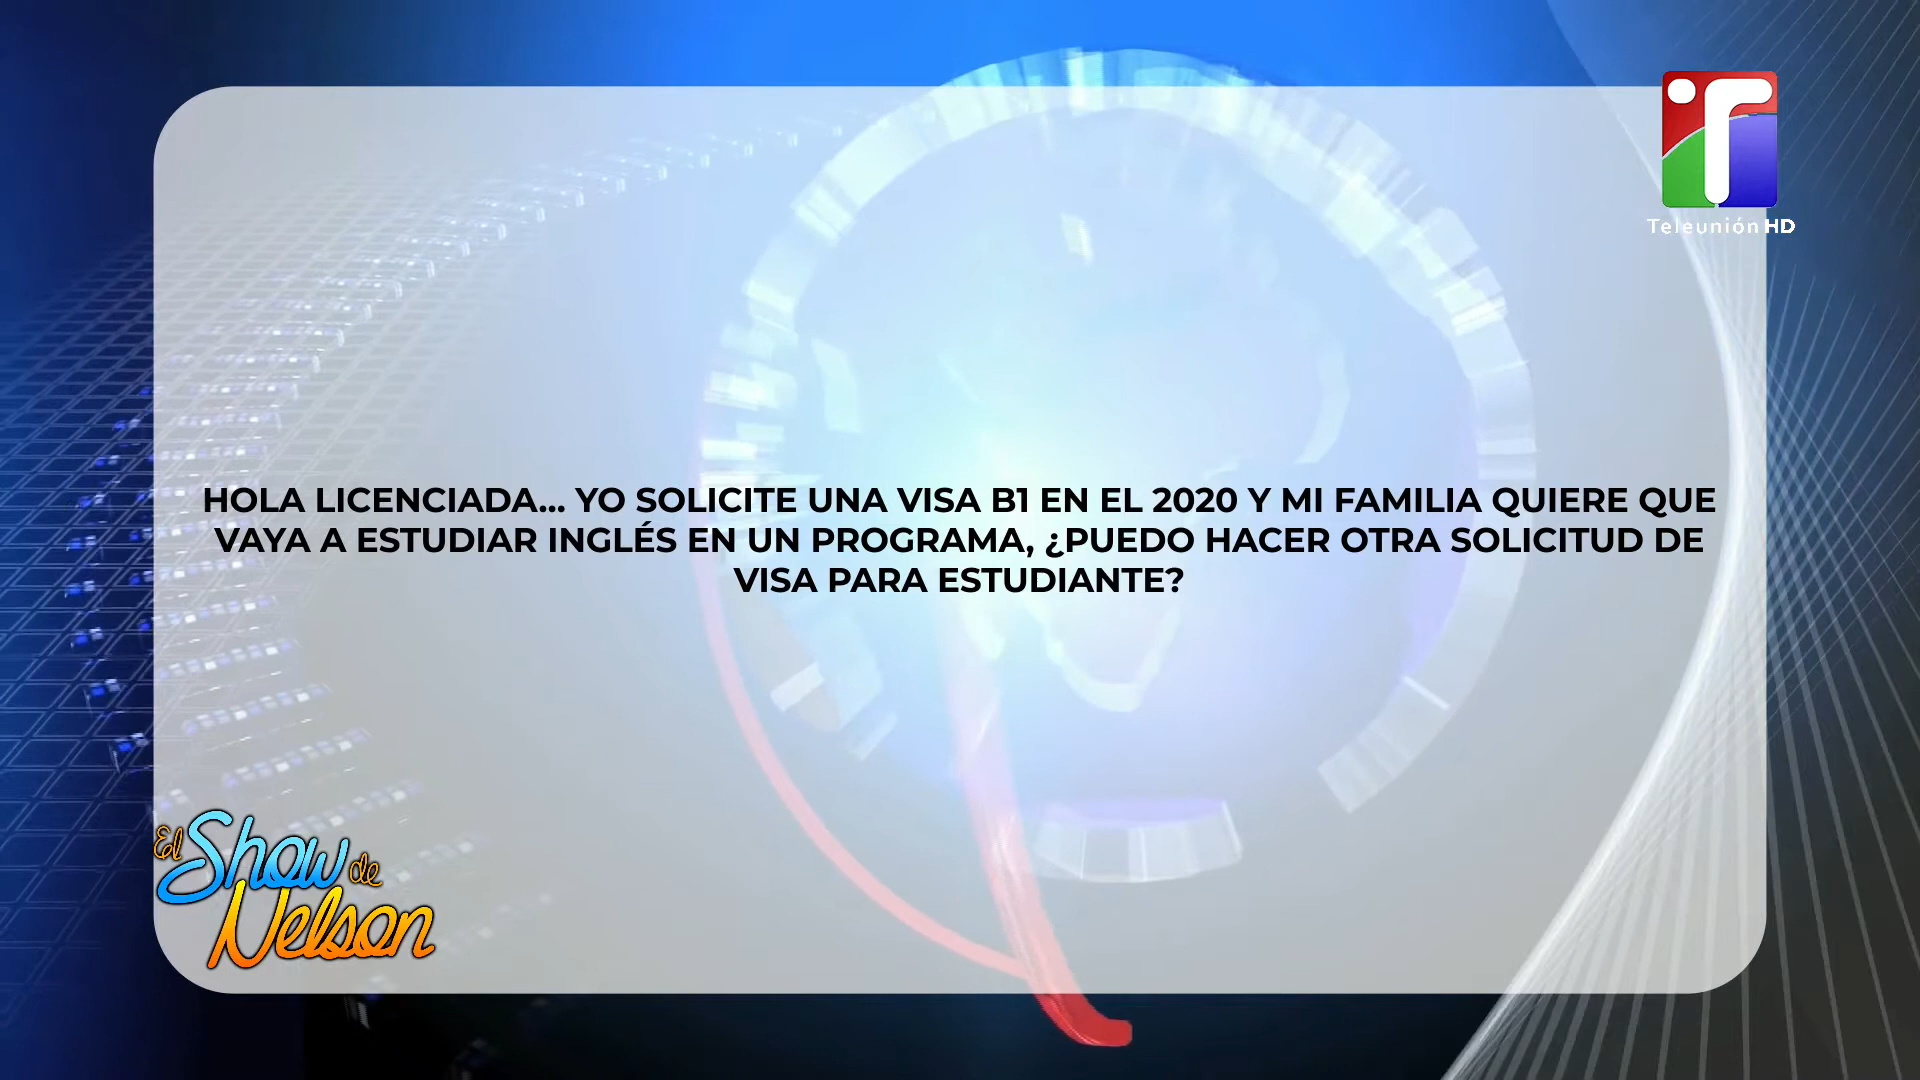 Teleunión HD
HOLA LICENCIADA... YO SOLICITE UNA VISA B1 EN EL 2020 Y MI FAMILIA QUIERE QUE
VAYA A ESTUDIAR INGLÉS EN UN PROGRAMA, ¿PUEDO HACER OTRA SOLICITUD DE
VISA PARA ESTUDIANTE?
El Show de
Nelson